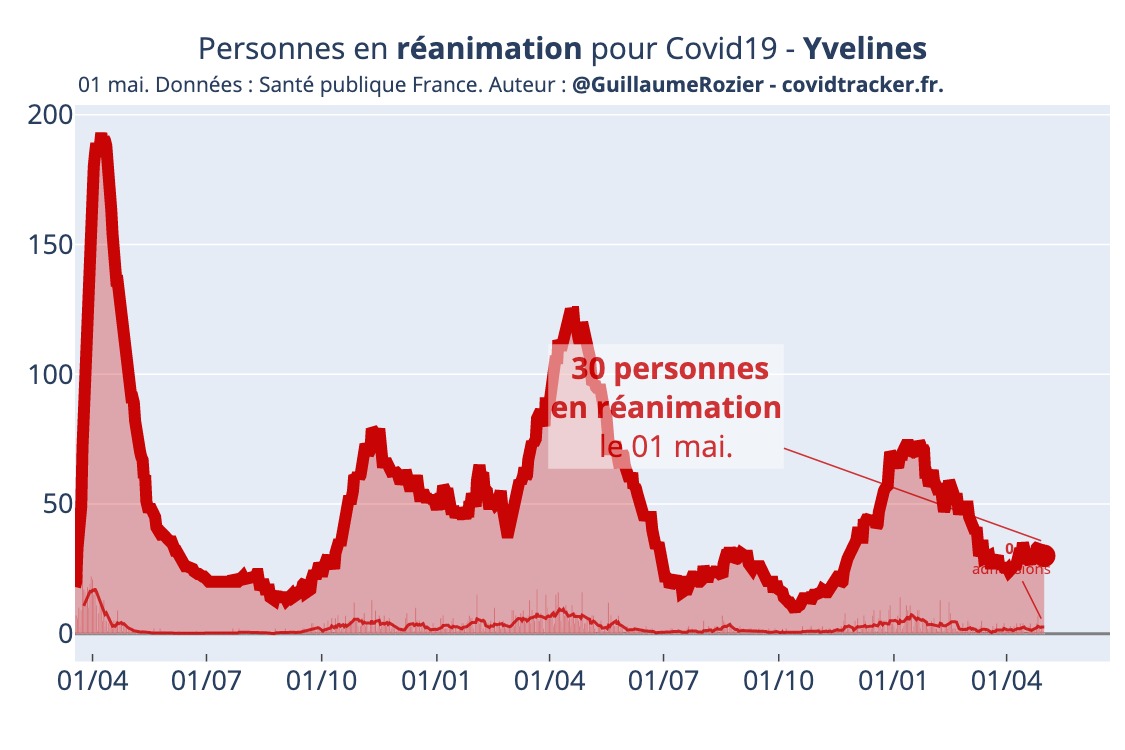 Personnes en réanimation pour Covid19 - Yvelines
01 mai. Données : Santé publique France. Auteur : @GuillaumeRozier - covidtracker.fr.
200
150
100
50
0
30 personnes
en réanimation
le 01 mai.
0
admissions
01/04
01/07
01/10
01/01
01/04
01/07
01/10
01/01
01/04